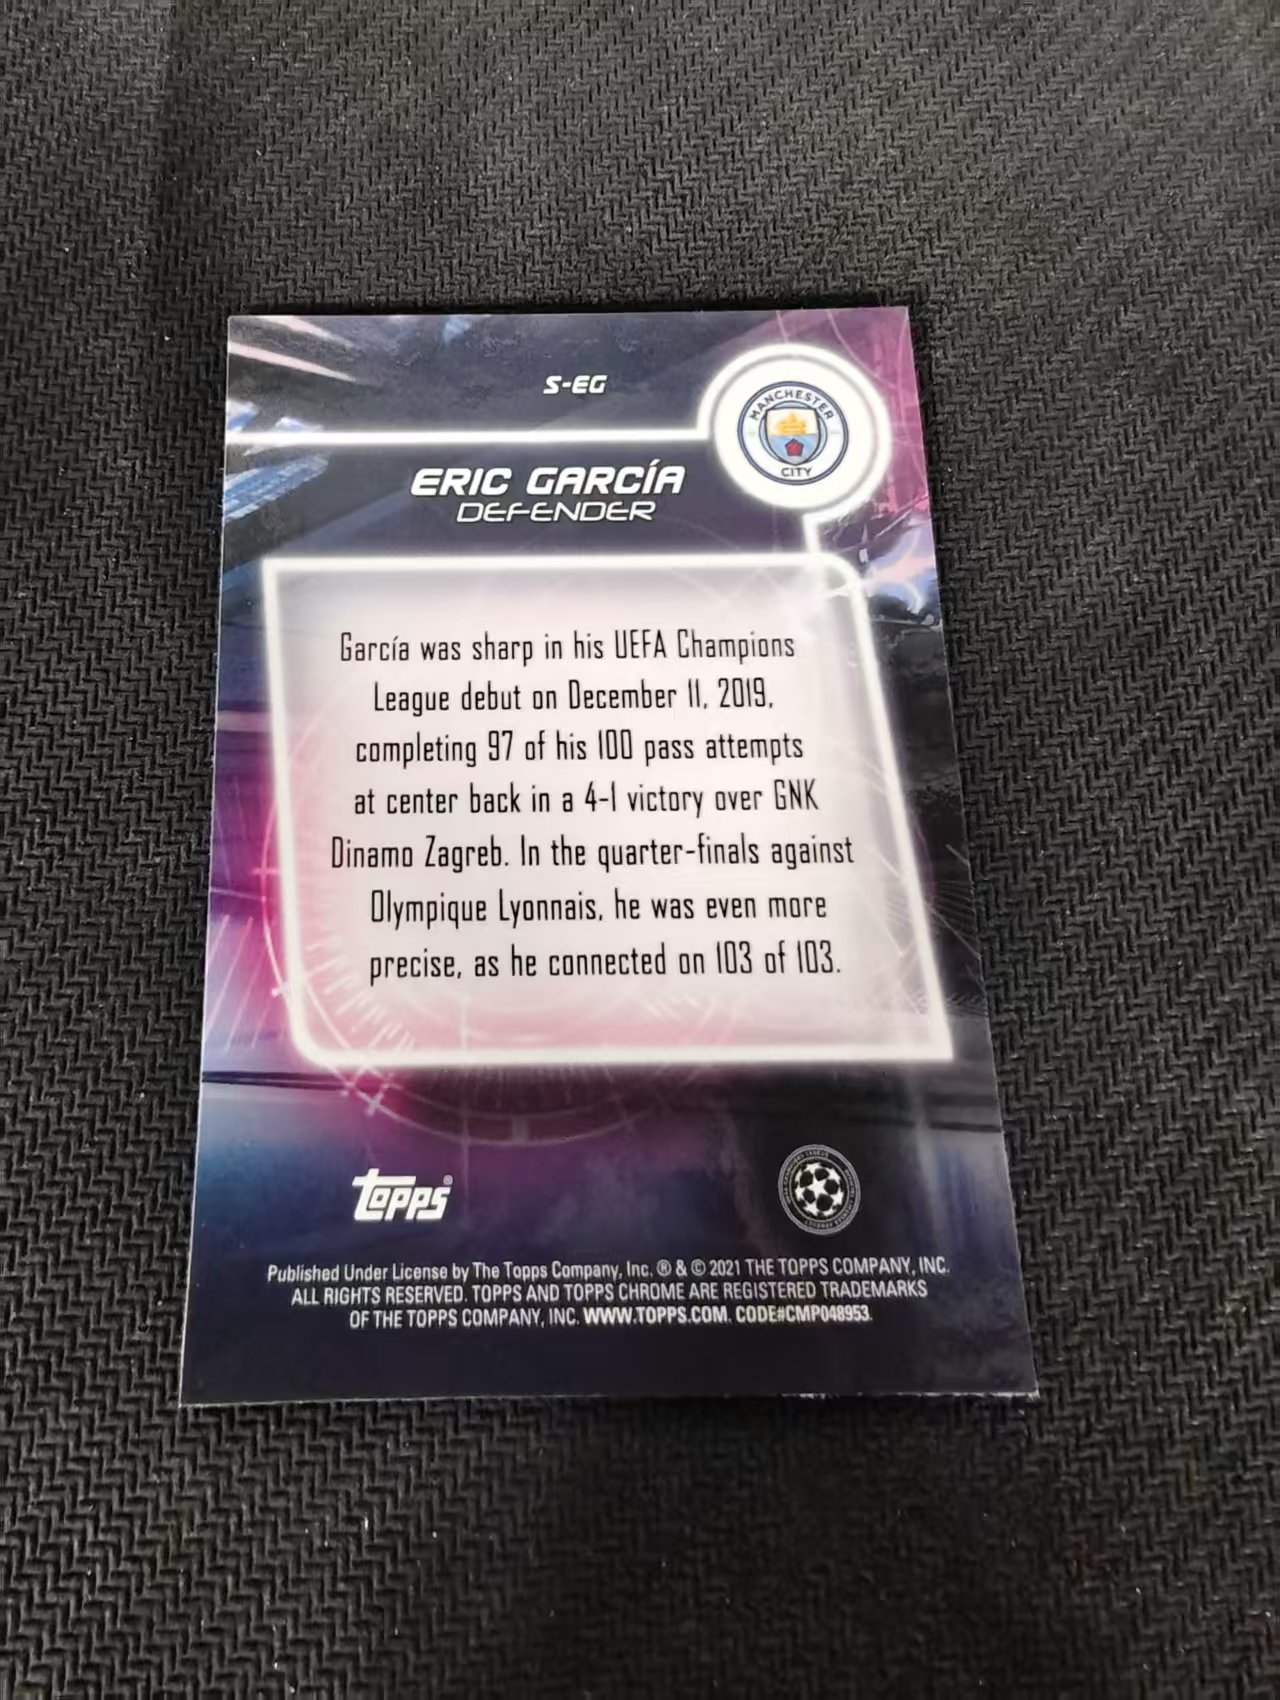 S-EG
MANCHESTER
CITY
ERIC GARCÍA
DEFENDER
García was sharp in his UEFA Champions
League debut on December 11, 2019,
completing 97 of his 100 pass attempts
at center back in a 4-1 victory over GNK
Dinamo Zagreb. In the quarter-finals against
Olympique Lyonnais, he was even more
precise, as he connected on 103 of 103.
topps®
Published Under License by The Topps Company, Inc. ® & © 2021 THE TOPPS COMPANY, INC.
ALL RIGHTS RESERVED. TOPPS AND TOPPS CHROME ARE REGISTERED TRADEMARKS
OF THE TOPPS COMPANY, INC. WWW.TOPPS.COM. CODE#CMP048953